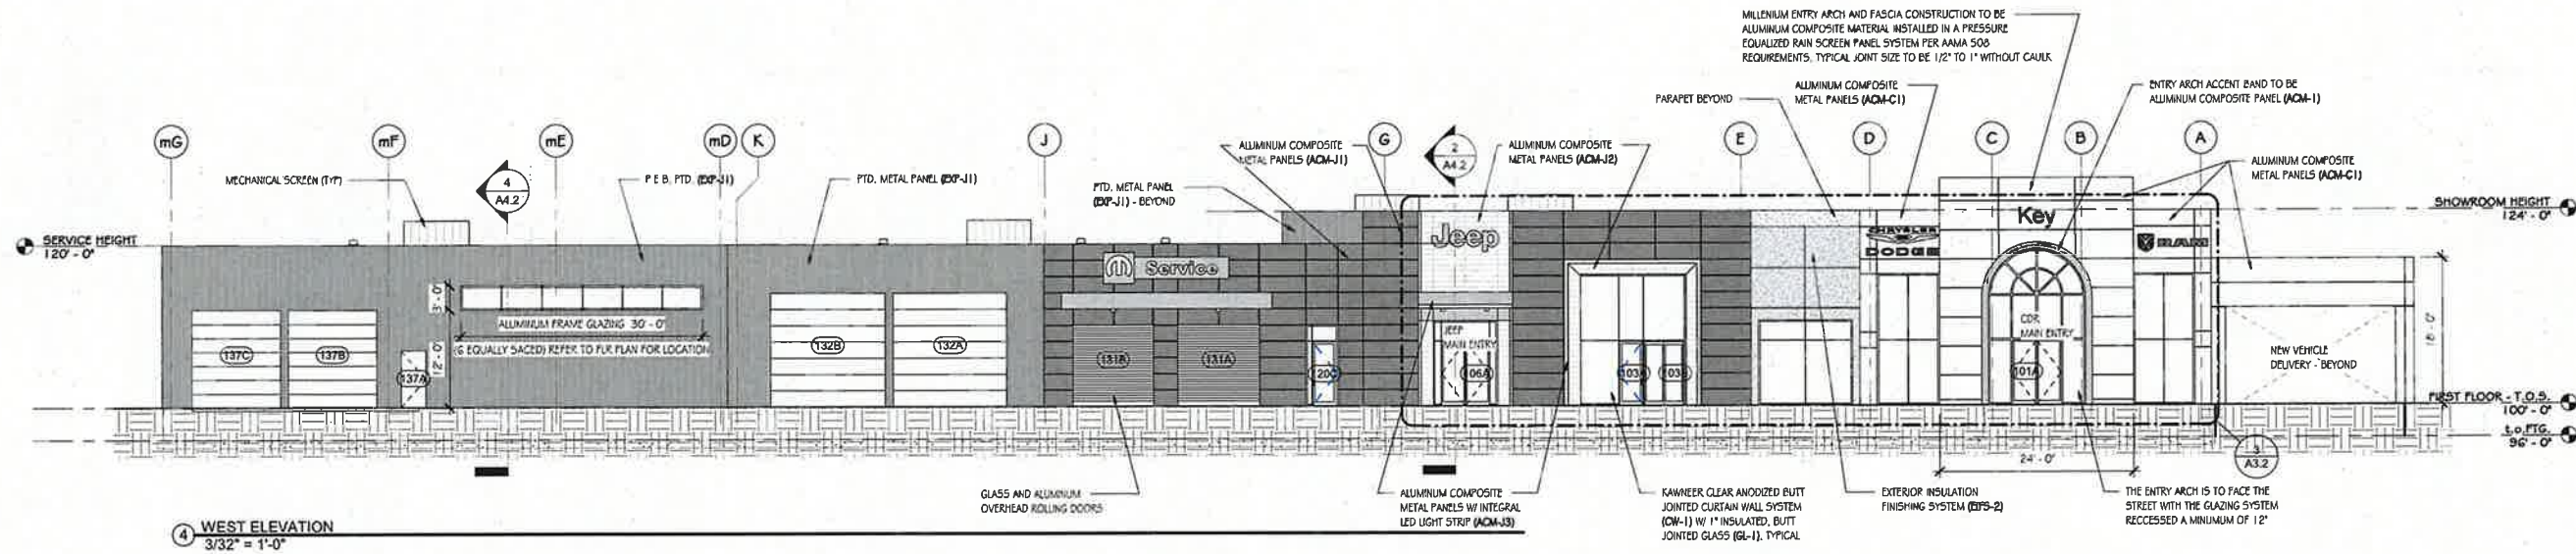 MILLENIUM ENTRY ARCH AND FASCIA CONSTRUCTION TO BE
ALUMINUM COMPOSITE MATERIAL INSTALLED IN A PRESSURE
EQUALIZED RAIN SCREEN PANEL SYSTEM PER AAMA 508
REQUIREMENTS. TYPICAL JOINT SIZE TO BE 1/2" TO 1" WITHOUT CAULK
ALUMINUM COMPOSITE
METAL PANELS (ACM-C1)
ENTRY ARCH ACCENT BAND TO BE
ALUMINUM COMPOSITE PANEL (ACM-1)
PARAPET BEYOND
mG
mF
mE
mD
K
J
G
2
A4.2
E
D
C
B
A
ALUMINUM COMPOSITE
METAL PANELS (ACM-J1)
ALUMINUM COMPOSITE
METAL PANELS (ACM-J2)
ALUMINUM COMPOSITE
METAL PANELS (ACM-C1)
MECHANICAL SCREEN (TYP)
4
A4.2
P E B, PTD. (EXP-J1)
PTD. METAL PANEL (EXP-J1)
PTD. METAL PANEL
(EXP-J1) - BEYOND
SHOWROOM HEIGHT
124' - 0"
SERVICE HEIGHT
120' - 0"
Key
Jeep
CHRYSLER
DODGE
RAM
Service
3' - 0"
12' - 0"
ALUMINUM FRAME GLAZING 30' - 0"
(6 EQUALLY SACED) REFER TO FLR PLAN FOR LOCATION
137C
137B
137A
132B
132A
131B
131A
120C
JEEP
MAIN ENTRY
106A
103A
103B
CDR
MAIN ENTRY
101A
NEW VEHICLE
DELIVERY - BEYOND
18' - 0"
FIRST FLOOR - T.O.S.
100' - 0"
t.o.FTG.
96' - 0"
24' - 0"
3
A3.2
GLASS AND ALUMINUM
OVERHEAD ROLLING DOORS
ALUMINUM COMPOSITE
METAL PANELS W/ INTEGRAL
LED LIGHT STRIP (ACM-J3)
KAWNEER CLEAR ANODIZED BUTT
JOINTED CURTAIN WALL SYSTEM
(CW-1) W/ 1" INSULATED, BUTT
JOINTED GLASS (GL-1), TYPICAL
EXTERIOR INSULATION
FINISHING SYSTEM (EIFS-2)
THE ENTRY ARCH IS TO FACE THE
STREET WITH THE GLAZING SYSTEM
RECCESSED A MINUMUM OF 12"
4
WEST ELEVATION
3/32" = 1'-0"